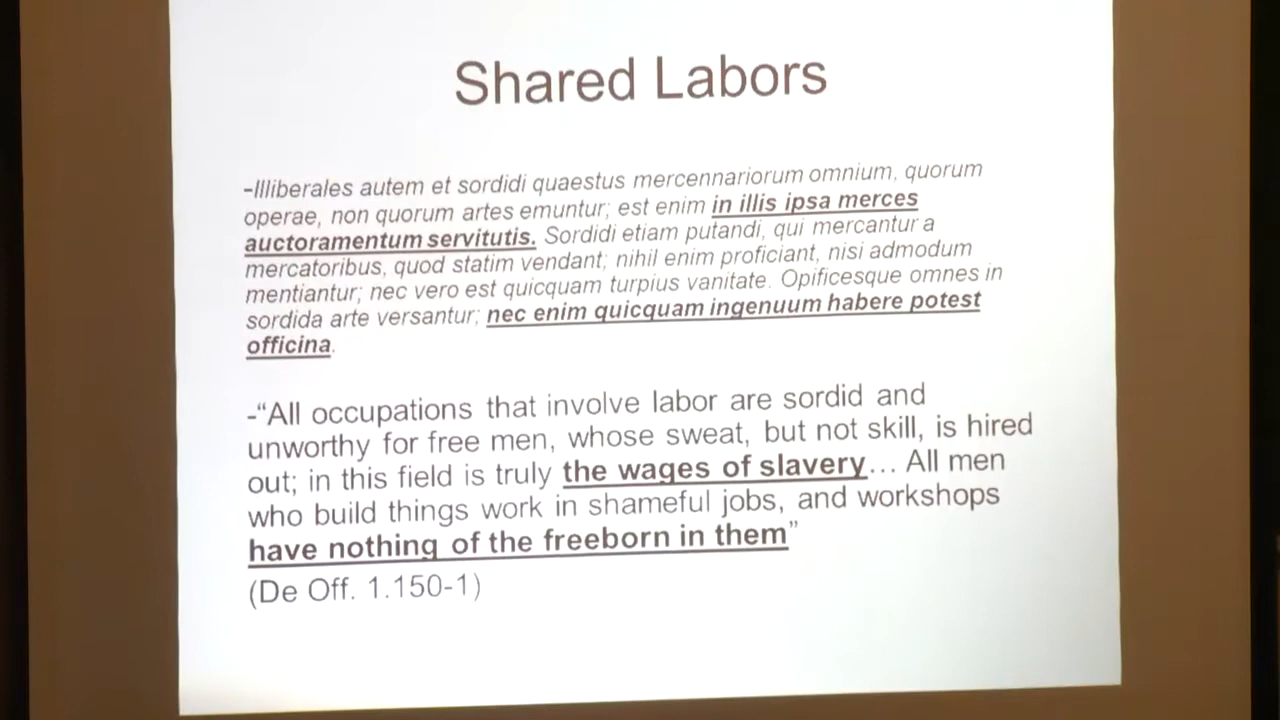 Shared Labors
-Illiberales autem et sordidi quaestus mercennariorum omnium, quorum
operae, non quorum artes emuntur; est enim in illis ipsa merces
auctoramentum servitutis. Sordidi etiam putandi, qui mercantur a
mercatoribus, quod statim vendant; nihil enim proficiant, nisi admodum
mentiantur; nec vero est quicquam turpius vanitate. Opificesque omnes in
sordida arte versantur; nec enim quicquam ingenuum habere potest
officina.
-“All occupations that involve labor are sordid and
unworthy for free men, whose sweat, but not skill, is hired
out; in this field is truly the wages of slavery… All men
who build things work in shameful jobs, and workshops
have nothing of the freeborn in them”
(De Off. 1.150-1)